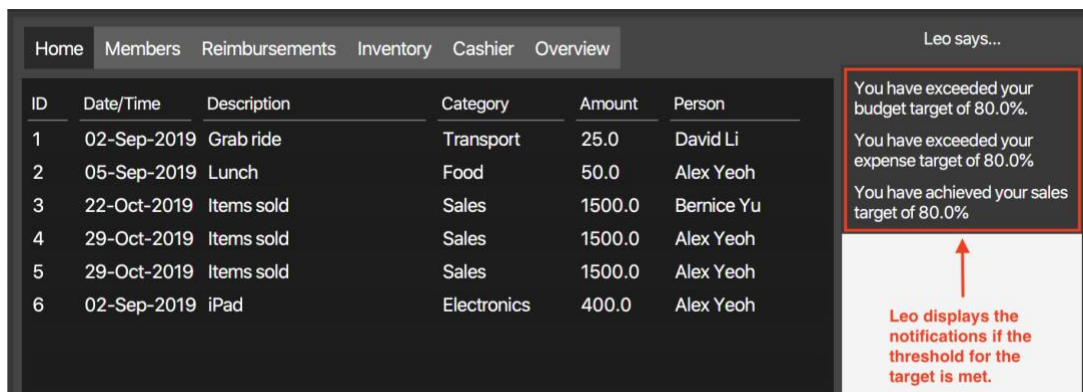 Home Members Reimbursements Inventory Cashier Overview
Leo says...
ID Date/Time Description Category Amount Person
1 02-Sep-2019 Grab ride Transport 25.0 David Li
2 05-Sep-2019 Lunch Food 50.0 Alex Yeoh
3 22-Oct-2019 Items sold Sales 1500.0 Bernice Yu
4 29-Oct-2019 Items sold Sales 1500.0 Alex Yeoh
5 29-Oct-2019 Items sold Sales 1500.0 Alex Yeoh
6 02-Sep-2019 iPad Electronics 400.0 Alex Yeoh
You have exceeded your
budget target of 80.0%.
You have exceeded your
expense target of 80.0%
You have achieved your sales
target of 80.0%
Leo displays the
notifications if the
threshold for the
target is met.